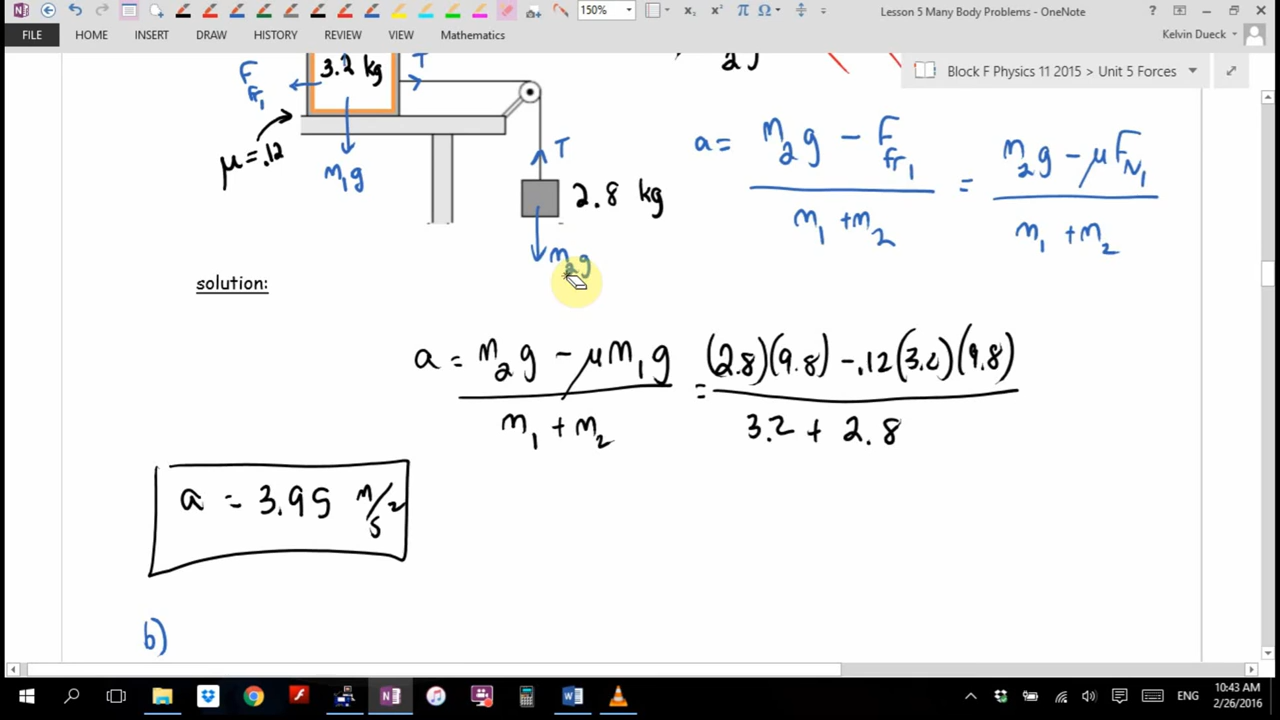 150%
Lesson 5 Many Body Problems - OneNote
FILE HOME INSERT DRAW HISTORY REVIEW VIEW Mathematics
Kelvin Dueck
Block F Physics 11 2015 > Unit 5 Forces
F fr₁ 3.2 kg T
2g
μ = .12
m₁g
T
2.8 kg
m₂g
a = (m₂g - F fr₁)/(m₁ + m₂) = (m₂g - μF_N₁)/(m₁ + m₂)
solution:
a = (m₂g - μm₁g)/(m₁ + m₂) = ((2.8)(9.8) - .12(3.2)(9.8))/(3.2 + 2.8)
a = 3.95 m/s²
b)
ENG
10:43 AM
2/26/2016